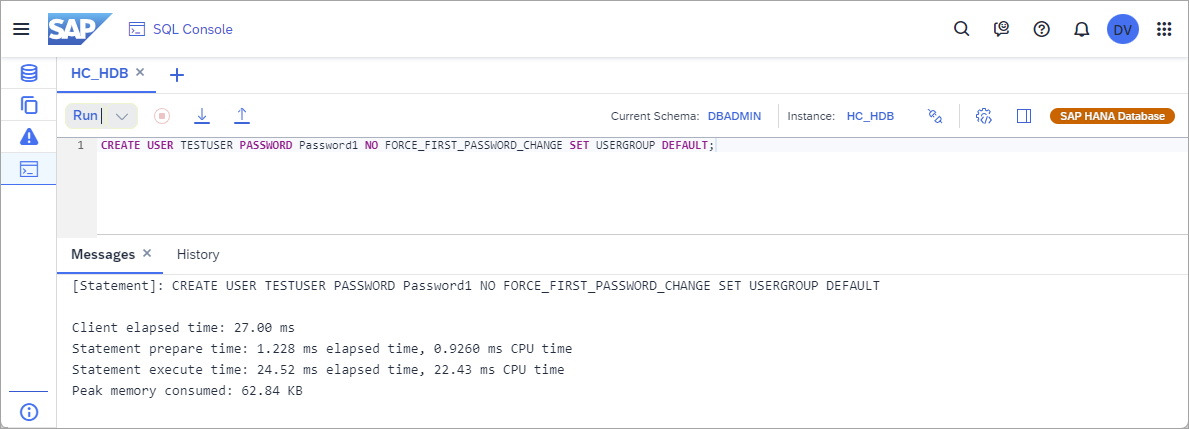 SAP SQL Console DV
HC_HDB
Run Current Schema: DBADMIN Instance: HC_HDB SAP HANA Database
1 CREATE USER TESTUSER PASSWORD Password1 NO FORCE_FIRST_PASSWORD_CHANGE SET USERGROUP DEFAULT;
Messages History
[Statement]: CREATE USER TESTUSER PASSWORD Password1 NO FORCE_FIRST_PASSWORD_CHANGE SET USERGROUP DEFAULT
Client elapsed time: 27.00 ms
Statement prepare time: 1.228 ms elapsed time, 0.9260 ms CPU time
Statement execute time: 24.52 ms elapsed time, 22.43 ms CPU time
Peak memory consumed: 62.84 KB